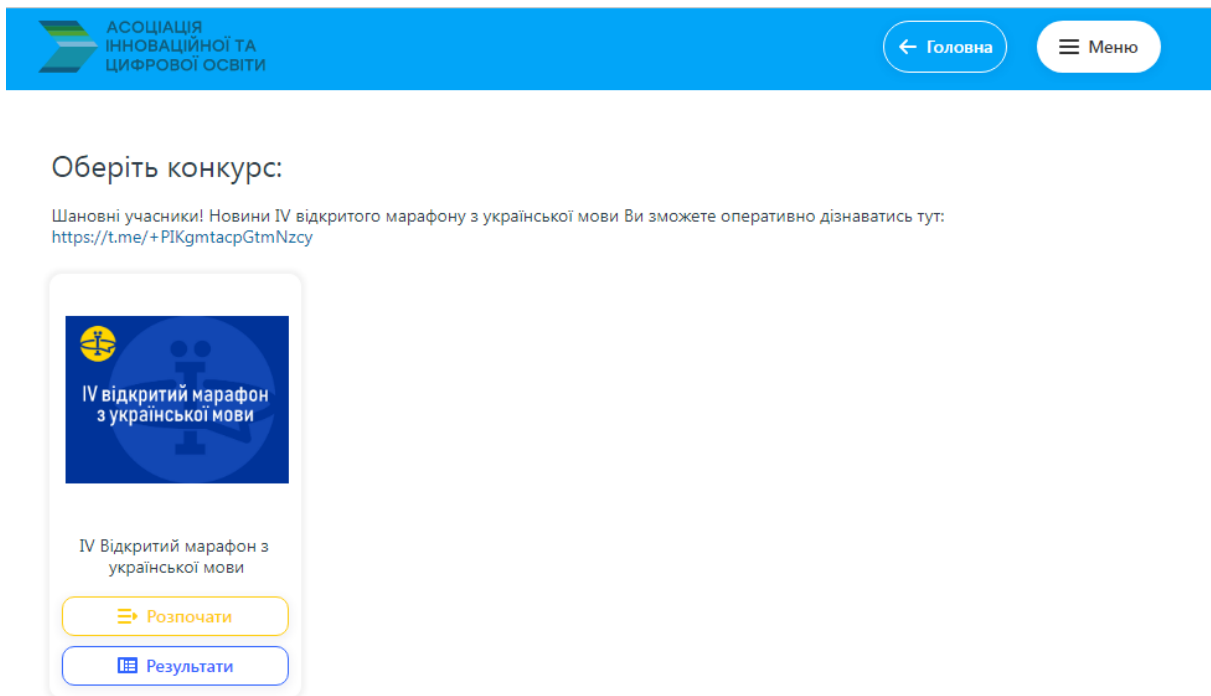 АСОЦІАЦІЯ
ІННОВАЦІЙНОЇ ТА
ЦИФРОВОЇ ОСВІТИ
Головна
Меню
Оберіть конкурс:
Шановні учасники! Новини IV відкритого марафону з української мови Ви зможете оперативно дізнаватись тут:
https://t.me/+PIKgmtacpGtmNzcy
Ї
IV відкритий марафон
з української мови
IV Відкритий марафон з
української мови
Розпочати
Результати